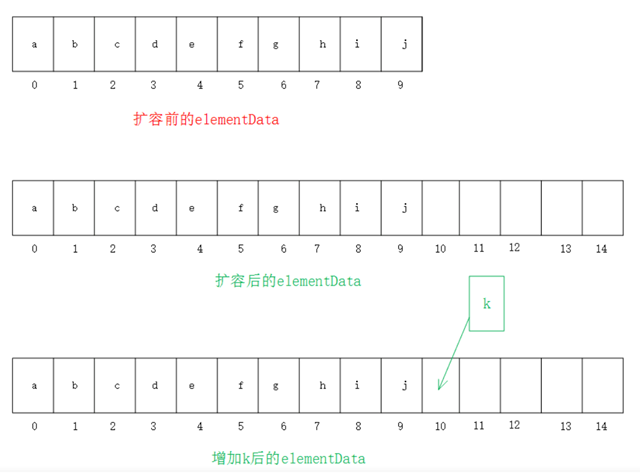 a b c d e f g h i j
0 1 2 3 4 5 6 7 8 9
扩容前的elementData
a b c d e f g h i j
0 1 2 3 4 5 6 7 8 9 10 11 12 13 14
扩容后的elementData
k
a b c d e f g h i j
0 1 2 3 4 5 6 7 8 9 10 11 12 13 14
增加k后的elementData